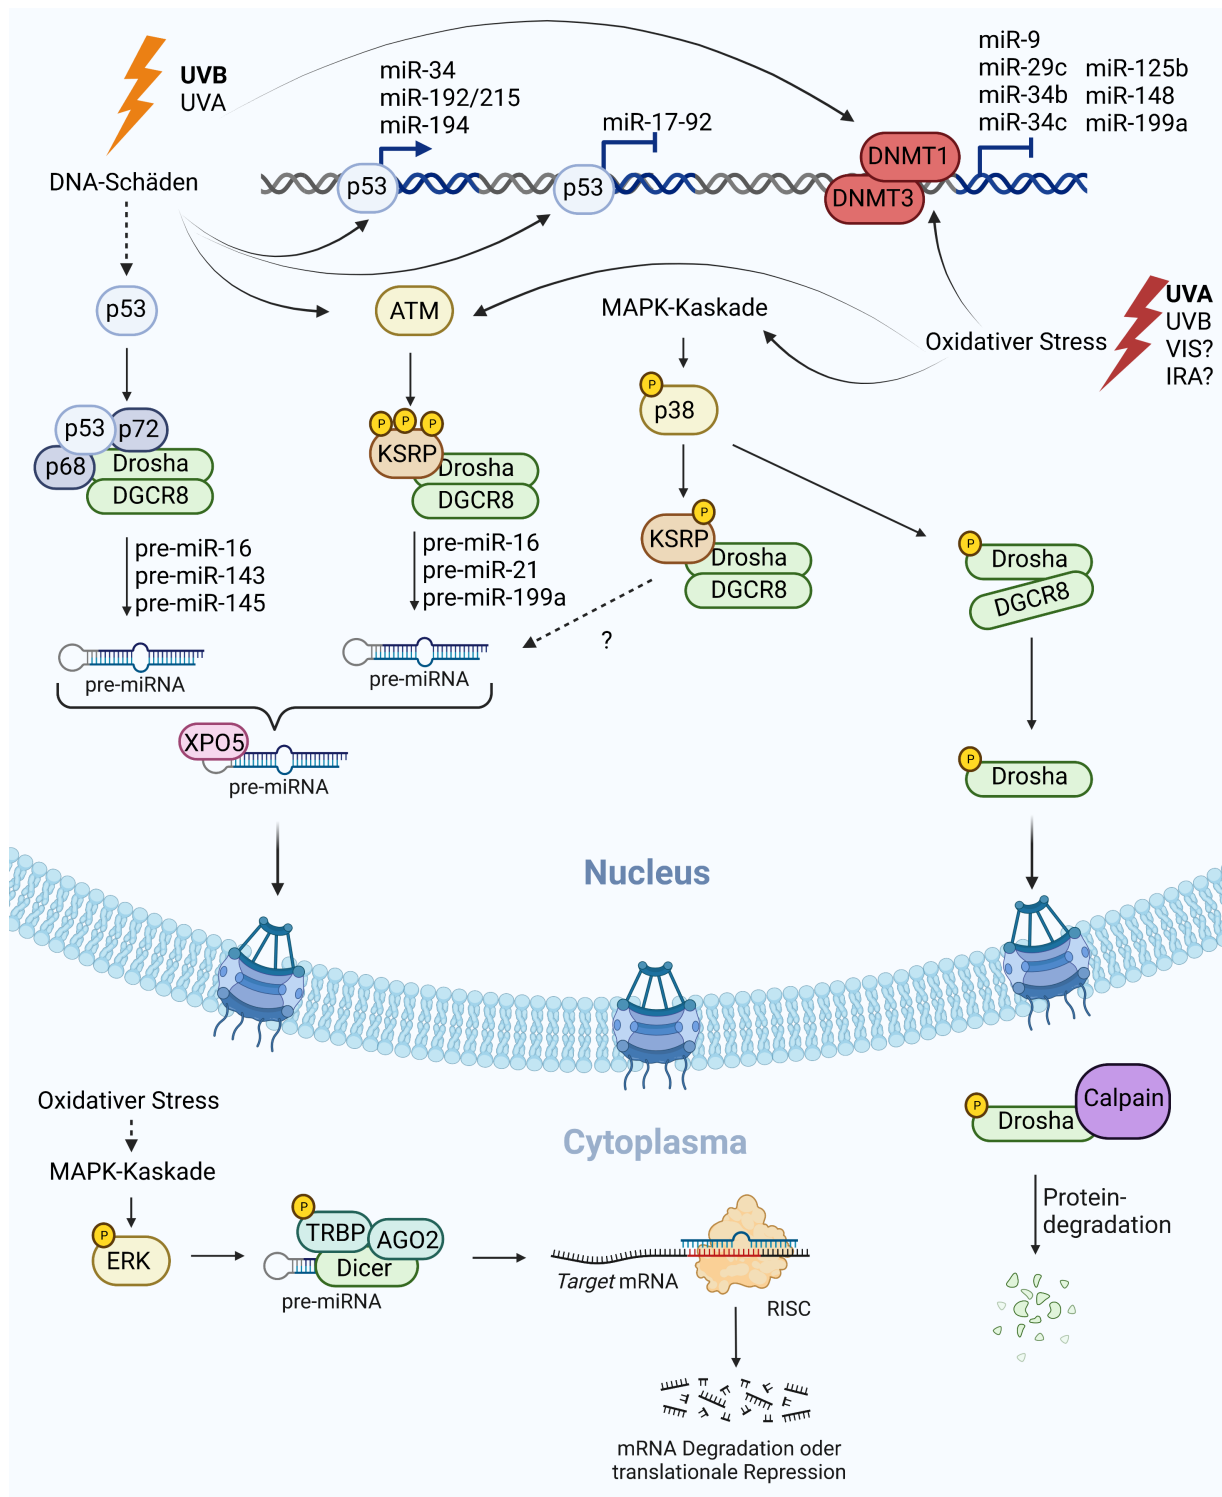 UVB
UVA
DNA-Schäden
miR-34
miR-192/215
miR-194
miR-17-92
miR-9
miR-29c
miR-34b
miR-34c
miR-125b
miR-148
miR-199a
p53
p53
DNMT1
DNMT3
p53
ATM
MAPK-Kaskade
Oxidativer Stress
UVA
UVB
VIS?
IRA?
P
p38
p53
p72
p68
Drosha
DGCR8
P
P
P
KSRP
Drosha
DGCR8
P
KSRP
Drosha
DGCR8
P
Drosha
DGCR8
pre-miR-16
pre-miR-143
pre-miR-145
pre-miR-16
pre-miR-21
pre-miR-199a
?
pre-miRNA
pre-miRNA
XPO5
pre-miRNA
P
Drosha
Nucleus
Cytoplasma
Oxidativer Stress
MAPK-Kaskade
P
ERK
P
TRBP
AGO2
Dicer
pre-miRNA
Target mRNA
RISC
mRNA Degradation oder
translationale Repression
P
Drosha
Calpain
Protein-
degradation